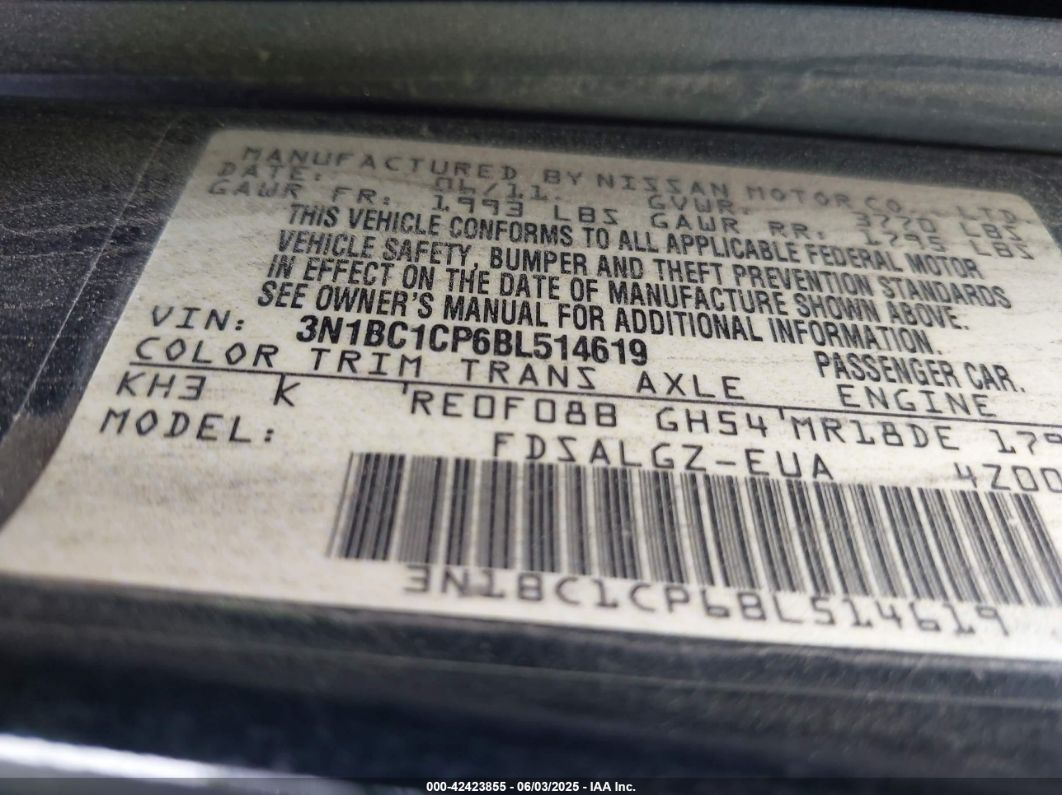 MANUFACTURED BY NISSAN MOTOR CO., LTD.
DATE: 06/11. GVWR: 3770 LBS
GAWR FR: 1993 LBS GAWR RR: 1795 LBS
THIS VEHICLE CONFORMS TO ALL APPLICABLE FEDERAL MOTOR
VEHICLE SAFETY, BUMPER AND THEFT PREVENTION STANDARDS
IN EFFECT ON THE DATE OF MANUFACTURE SHOWN ABOVE.
SEE OWNER'S MANUAL FOR ADDITIONAL INFORMATION.
VIN: 3N1BC1CP6BL514619 PASSENGER CAR.
COLOR TRIM TRANS AXLE ENGINE
KH3 K RE0F08B GH54 MR18DE 179
MODEL: FDSALGZ-EUA 4Z00
3N1BC1CP6BL514619
000-42423855 - 06/03/2025 - IAA Inc.